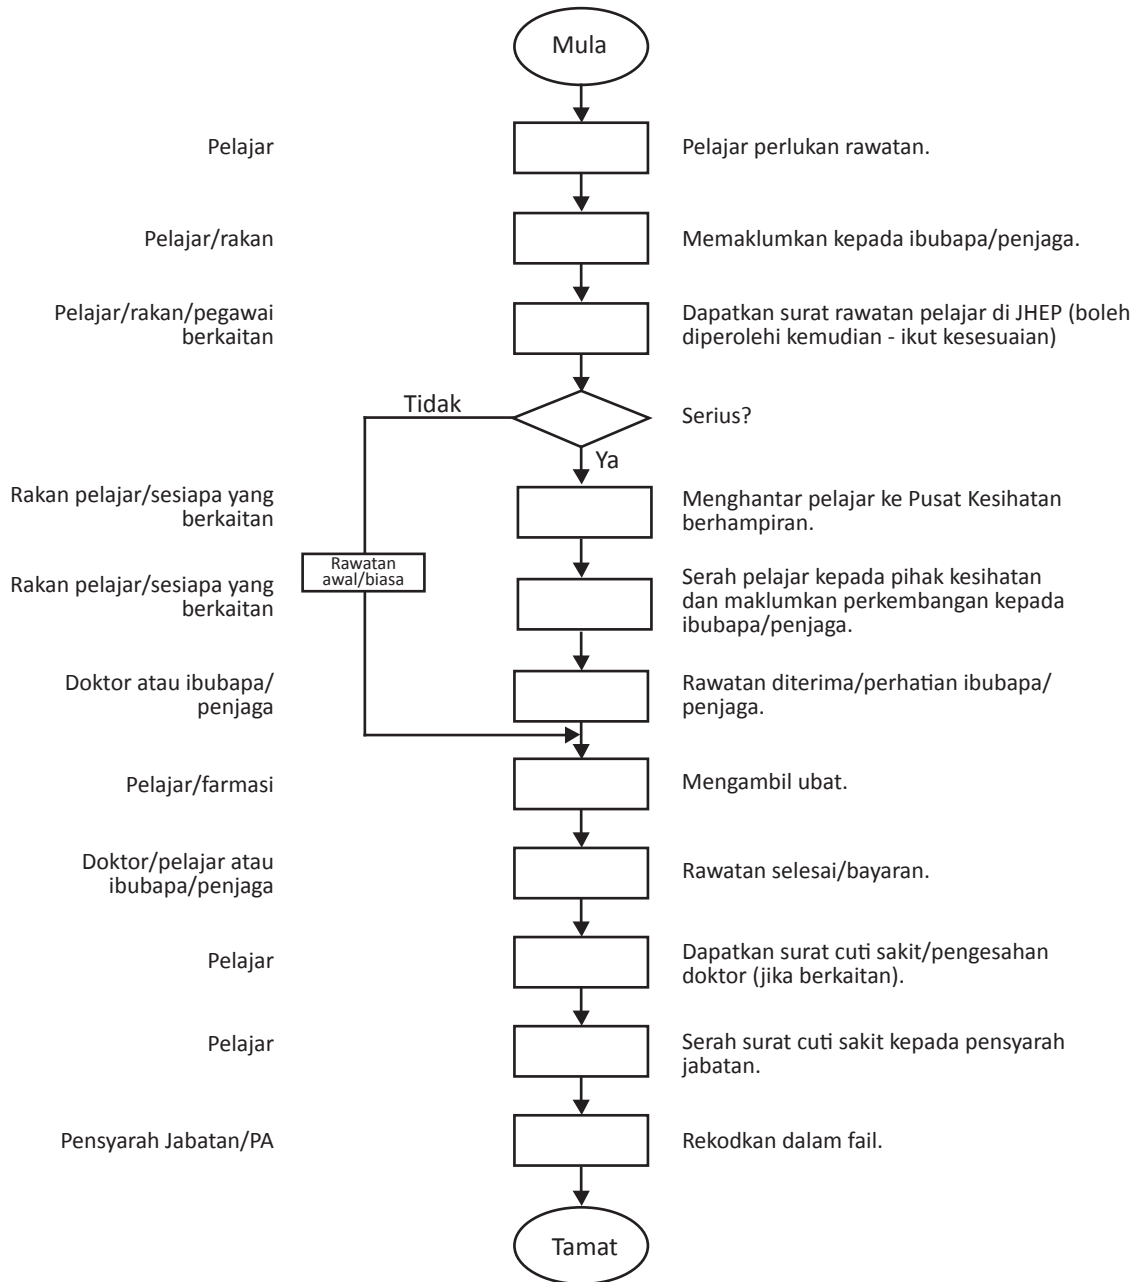 Mula
Pelajar
Pelajar perlukan rawatan.
Pelajar/rakan
Memaklumkan kepada ibubapa/penjaga.
Pelajar/rakan/pegawai
berkaitan
Dapatkan surat rawatan pelajar di JHEP (boleh
diperolehi kemudian - ikut kesesuaian)
Tidak
Serius?
Ya
Rakan pelajar/sesiapa yang
berkaitan
Menghantar pelajar ke Pusat Kesihatan
berhampiran.
Rawatan
awal/biasa
Rakan pelajar/sesiapa yang
berkaitan
Serah pelajar kepada pihak kesihatan
dan maklumkan perkembangan kepada
ibubapa/penjaga.
Doktor atau ibubapa/
penjaga
Rawatan diterima/perhatian ibubapa/
penjaga.
Pelajar/farmasi
Mengambil ubat.
Doktor/pelajar atau
ibubapa/penjaga
Rawatan selesai/bayaran.
Pelajar
Dapatkan surat cuti sakit/pengesahan
doktor (jika berkaitan).
Pelajar
Serah surat cuti sakit kepada pensyarah
jabatan.
Pensyarah Jabatan/PA
Rekodkan dalam fail.
Tamat